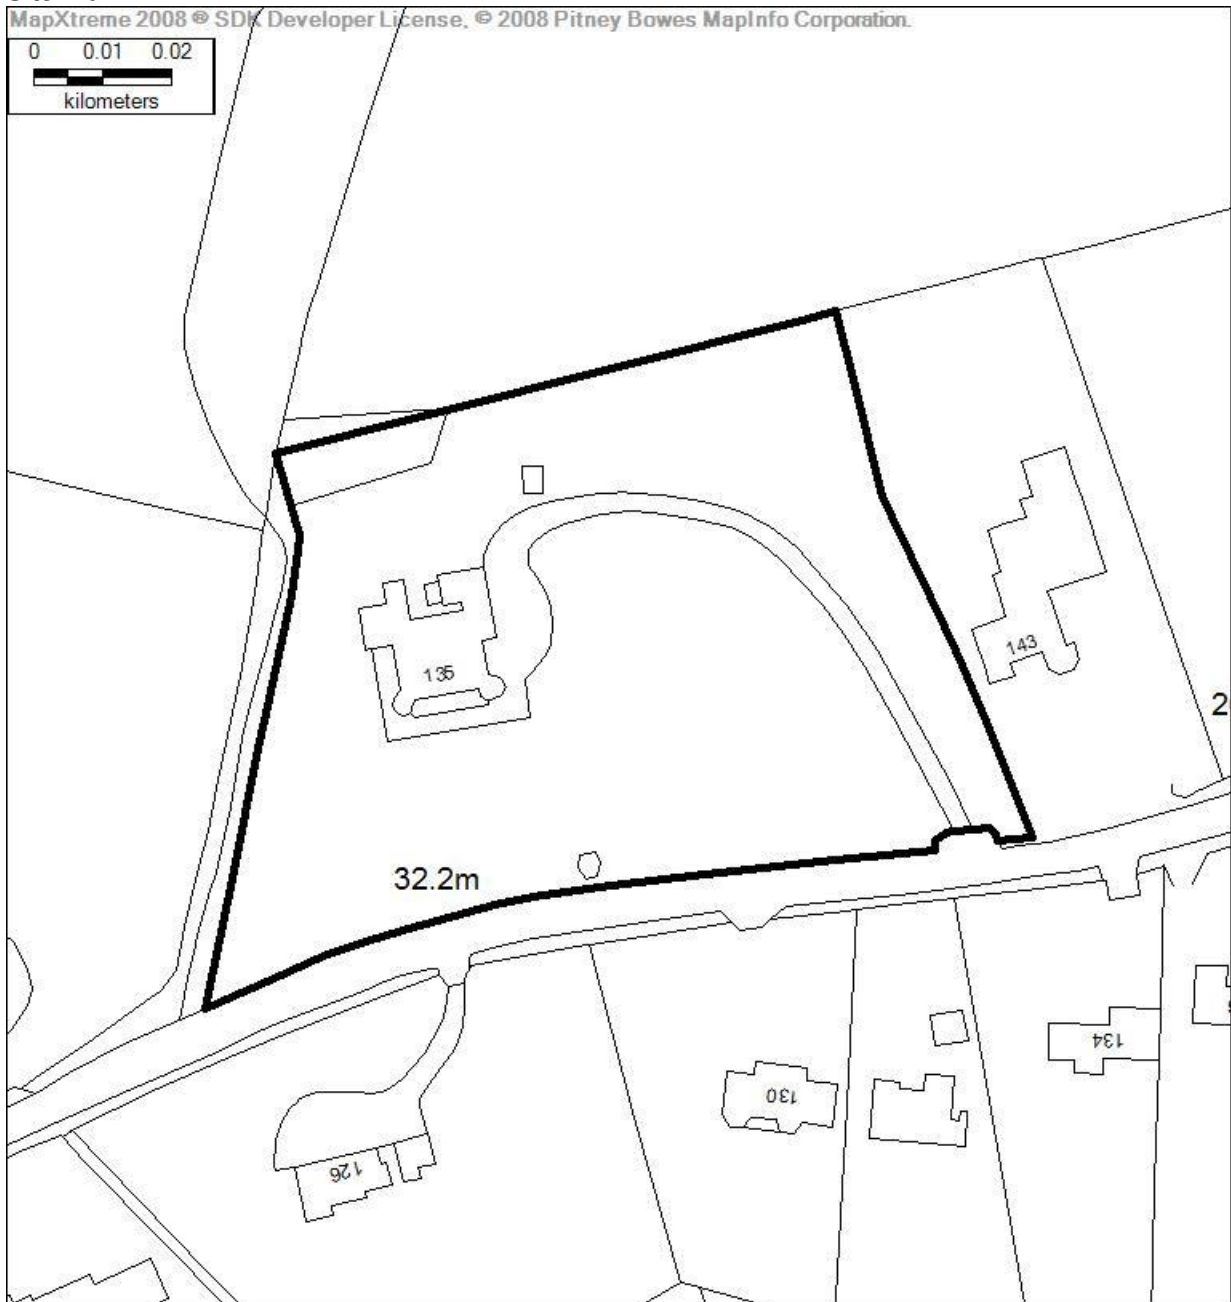 MapXtreme 2008 ® SDK Developer License, © 2008 Pitney Bowes MapInfo Corporation.
0 0.01 0.02
kilometers
143
135
2
32.2m
134
130
126